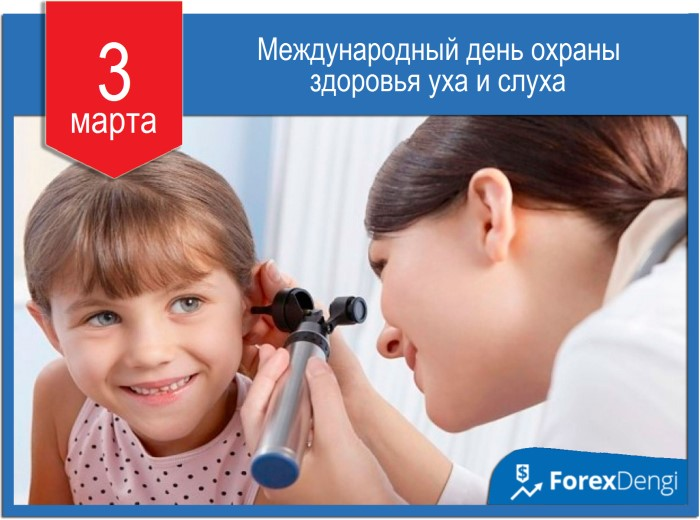 3
марта
Международный день охраны
здоровья уха и слуха
$
ForexDengi